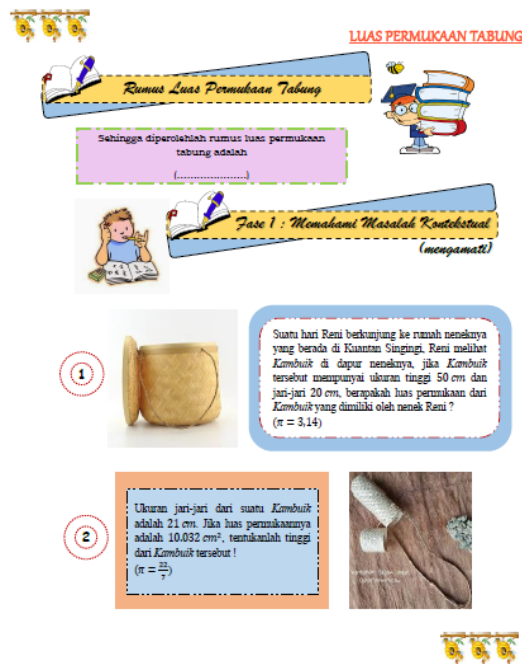 LUAS PERMUKAAN TABUNG
Rumus Luas Permukaan Tabung
Sehingga diperolehlah rumus luas permukaan
tabung adalah
(......................)
Fase 1 : Memahami Masalah Kontekstual
(mengamati)
1
Suatu hari Reni berkunjung ke rumah neneknya
yang berada di Kuantan Singingi, Reni melihat
Kambuik di dapur neneknya, jika Kambuik
tersebut mempunyai ukuran tinggi 50 cm dan
jari-jari 20 cm, berapakah luas permukaan dari
Kambuik yang dimiliki oleh nenek Reni ?
(π = 3,14)
2
Ukuran jari-jari dari suatu Kambuik
adalah 21 cm. Jika luas permukaannya
adalah 10.032 cm², tentukanlah tinggi
dari Kambuik tersebut !
(π = 22/7)